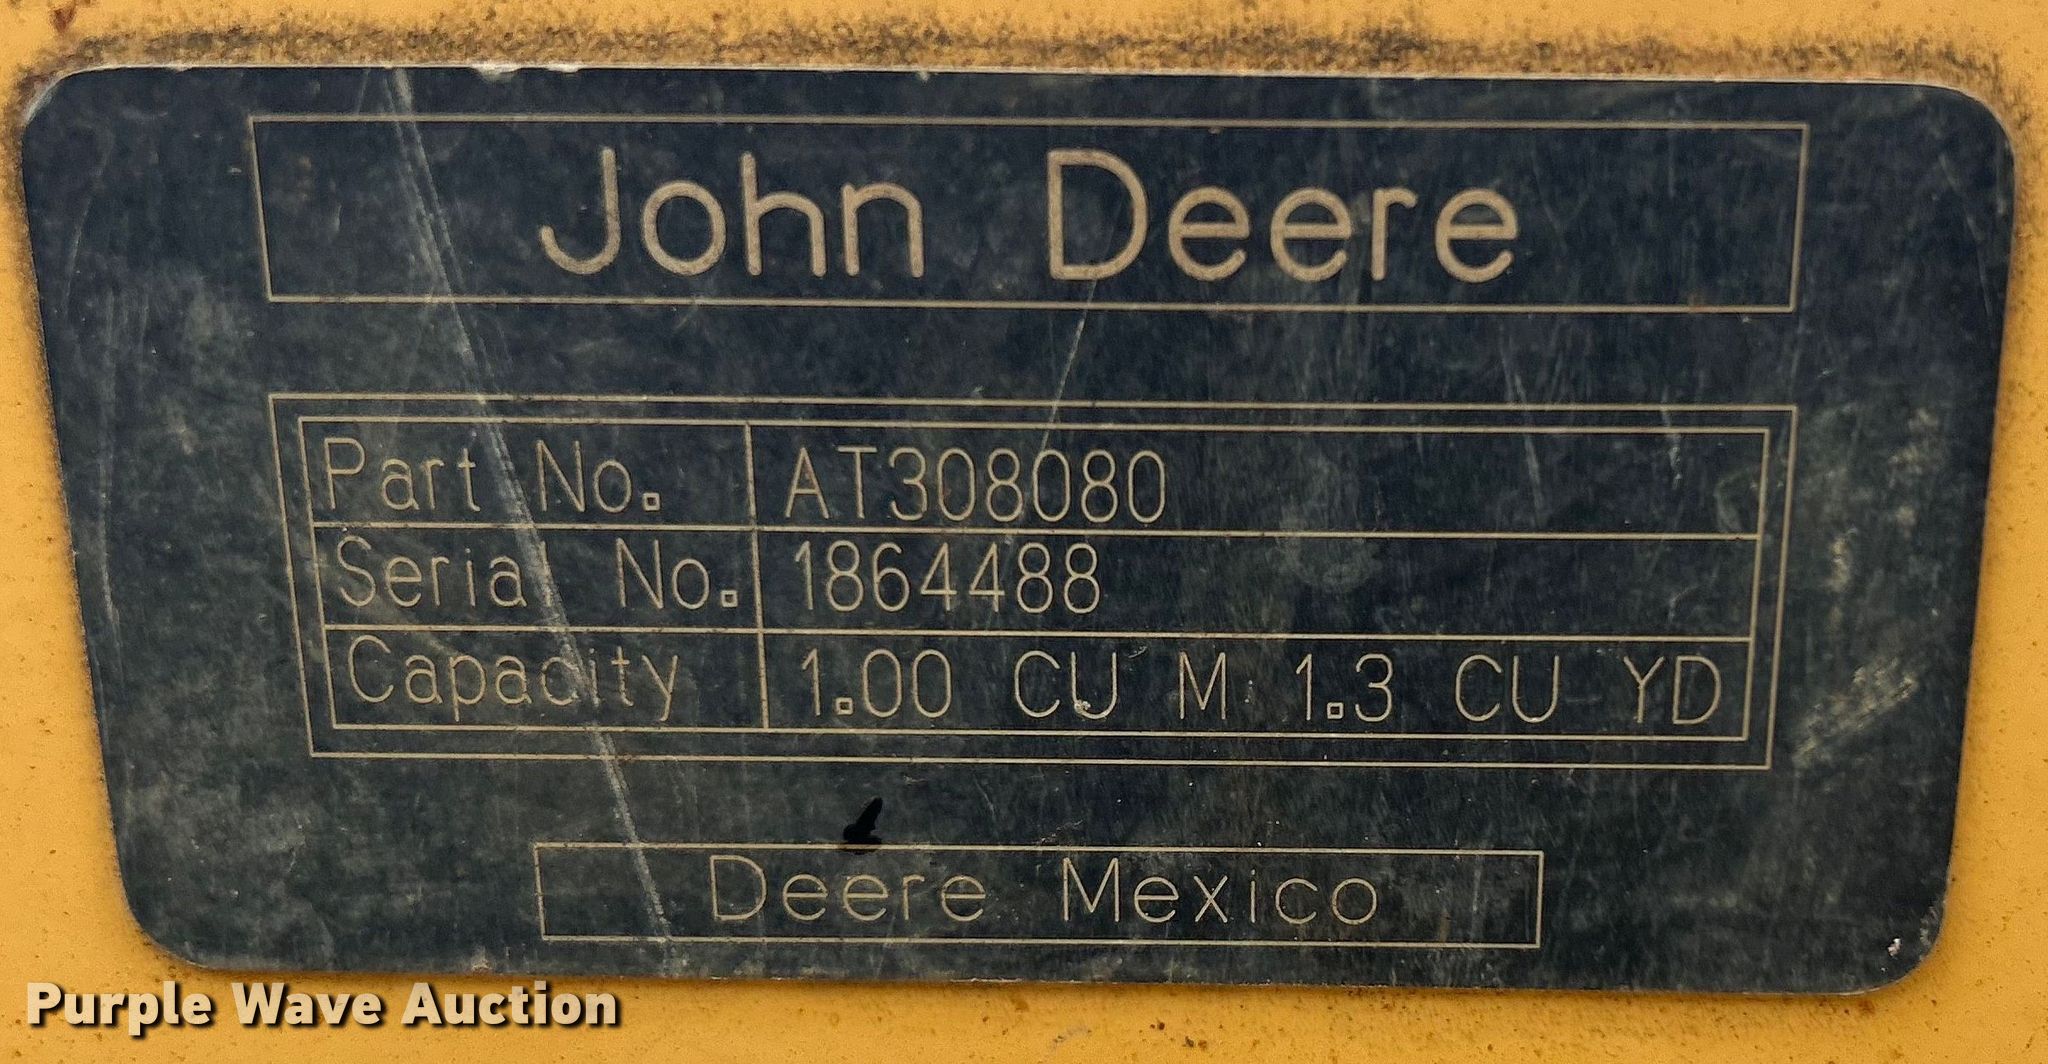 John Deere
Part No. AT308080
Serial No. 1864488
Capacity 1.00 CU M 1.3 CU YD
Deere Mexico
Purple Wave Auction